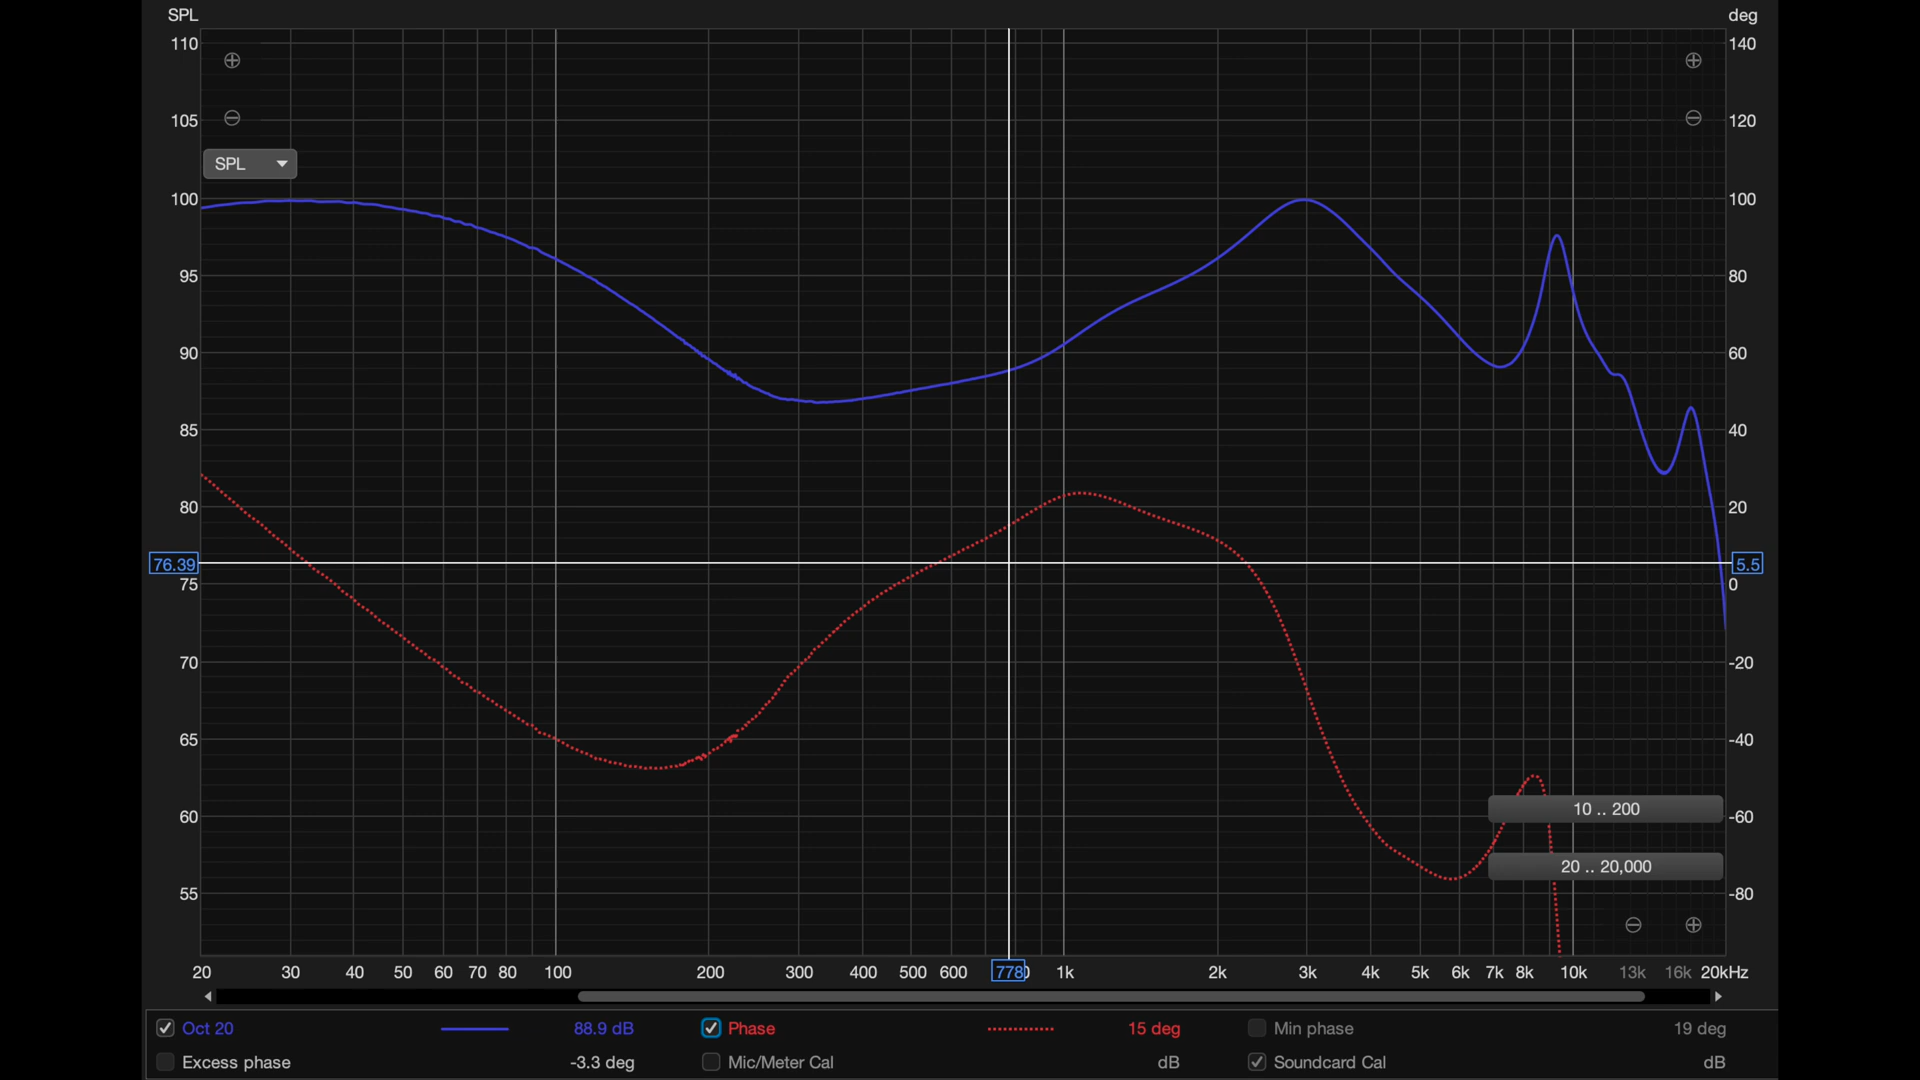 SPL deg
110 140
105 120
SPL
100 100
95 80
90 60
85 40
80 20
76.39 5.5
75 0
70 -20
65 -40
10 .. 200
60 -60
20 .. 20,000
55 -80
20 30 40 50 60 70 80 100 200 300 400 500 600 778 1k 2k 3k 4k 5k 6k 7k 8k 10k 13k 16k 20kHz
Oct 20 88.9 dB Phase 15 deg Min phase 19 deg
Excess phase -3.3 deg Mic/Meter Cal dB Soundcard Cal dB